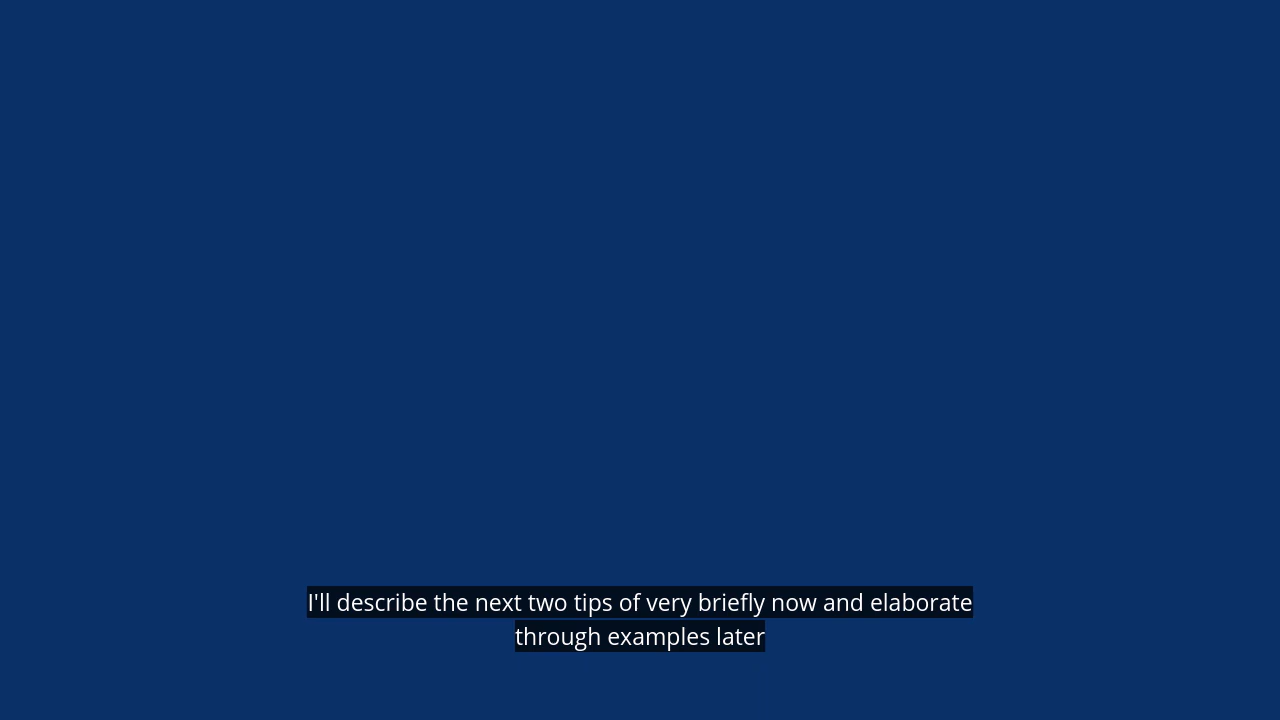 I'll describe the next two tips of very briefly now and elaborate
through examples later